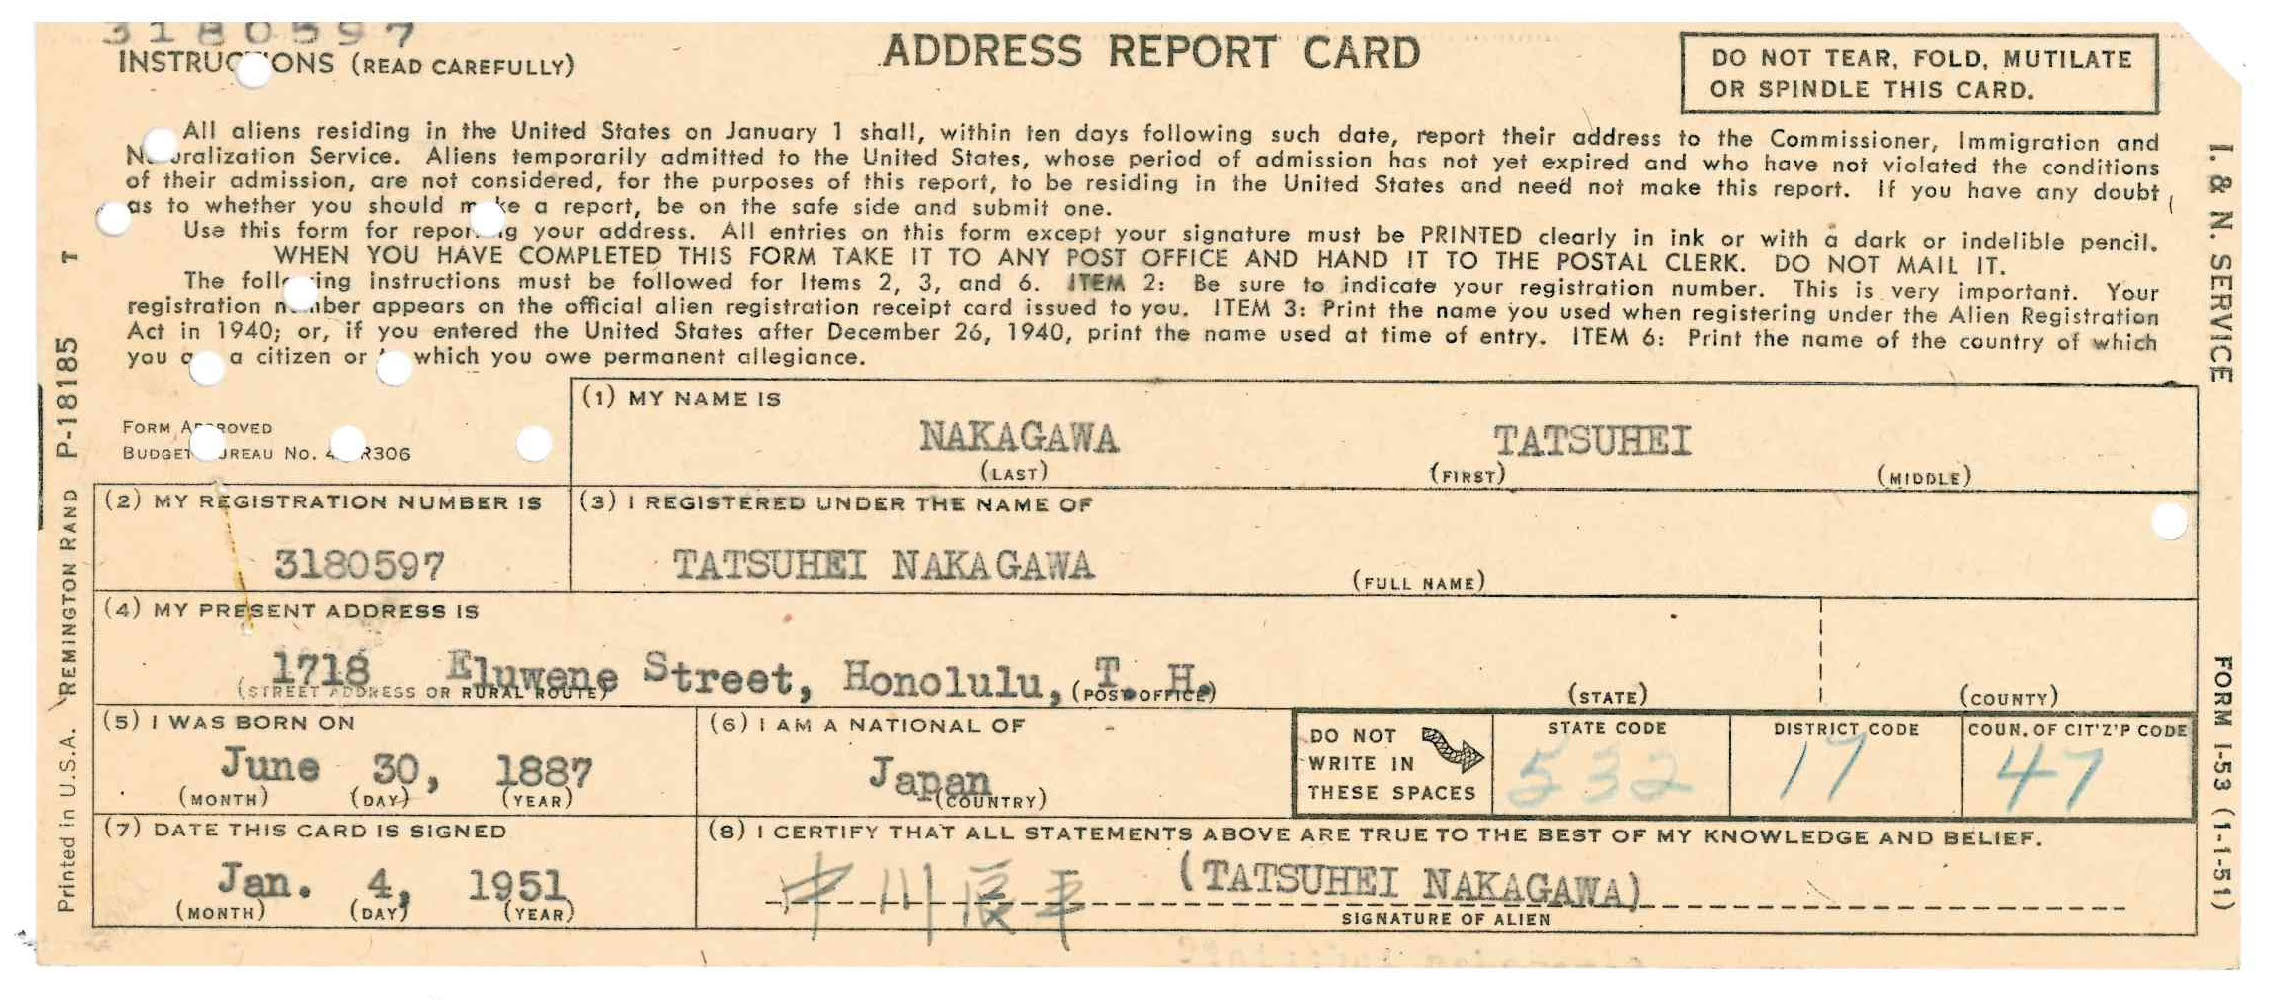 3180597
INSTRUC ONS (READ CAREFULLY)
ADDRESS REPORT CARD
DO NOT TEAR, FOLD, MUTILATE
OR SPINDLE THIS CARD.
All aliens residing in the United States on January 1 shall, within ten days following such date, report their address to the Commissioner, Immigration and
N uralization Service. Aliens temporarily admitted to the United States, whose period of admission has not yet expired and who have not violated the conditions
of their admission, are not considered, for the purposes of this report, to be residing in the United States and need not make this report. If you have any doubt
as to whether you should m ke a report, be on the safe side and submit one.
Use this form for repor g your address. All entries on this form except your signature must be PRINTED clearly in ink or with a dark or indelible pencil.
WHEN YOU HAVE COMPLETED THIS FORM TAKE IT TO ANY POST OFFICE AND HAND IT TO THE POSTAL CLERK. DO NOT MAIL IT.
The foll ing instructions must be followed for Items 2, 3, and 6. ITEM 2: Be sure to indicate your registration number. This is very important. Your
registration n mber appears on the official alien registration receipt card issued to you. ITEM 3: Print the name you used when registering under the Alien Registration
Act in 1940; or, if you entered the United States after December 26, 1940, print the name used at time of entry. ITEM 6: Print the name of the country of which
you a a citizen or t which you owe permanent allegiance.
FORM APPROVED
BUDGET BUREAU No. 4 R306
(1) MY NAME IS
NAKAGAWA TATSUHEI
(LAST) (FIRST) (MIDDLE)
(2) MY REGISTRATION NUMBER IS
3180597
(3) I REGISTERED UNDER THE NAME OF
TATSUHEI NAKAGAWA
(FULL NAME)
(4) MY PRESENT ADDRESS IS
1718 Eluwene Street, Honolulu, T. H.
(STREET ADDRESS OR RURAL ROUTE) (POST OFFICE) (STATE) (COUNTY)
(5) I WAS BORN ON
June 30, 1887
(MONTH) (DAY) (YEAR)
(6) I AM A NATIONAL OF
Japan
(COUNTRY)
DO NOT
WRITE IN
THESE SPACES
STATE CODE
532
DISTRICT CODE
17
COUN. OF CIT'Z'P CODE
47
(7) DATE THIS CARD IS SIGNED
Jan. 4, 1951
(MONTH) (DAY) (YEAR)
(8) I CERTIFY THAT ALL STATEMENTS ABOVE ARE TRUE TO THE BEST OF MY KNOWLEDGE AND BELIEF.
中川辰平 (TATSUHEI NAKAGAWA)
SIGNATURE OF ALIEN
Printed in U.S.A. REMINGTON RAND P-18185 T
I. & N. SERVICE
FORM I-53 (1-1-51)